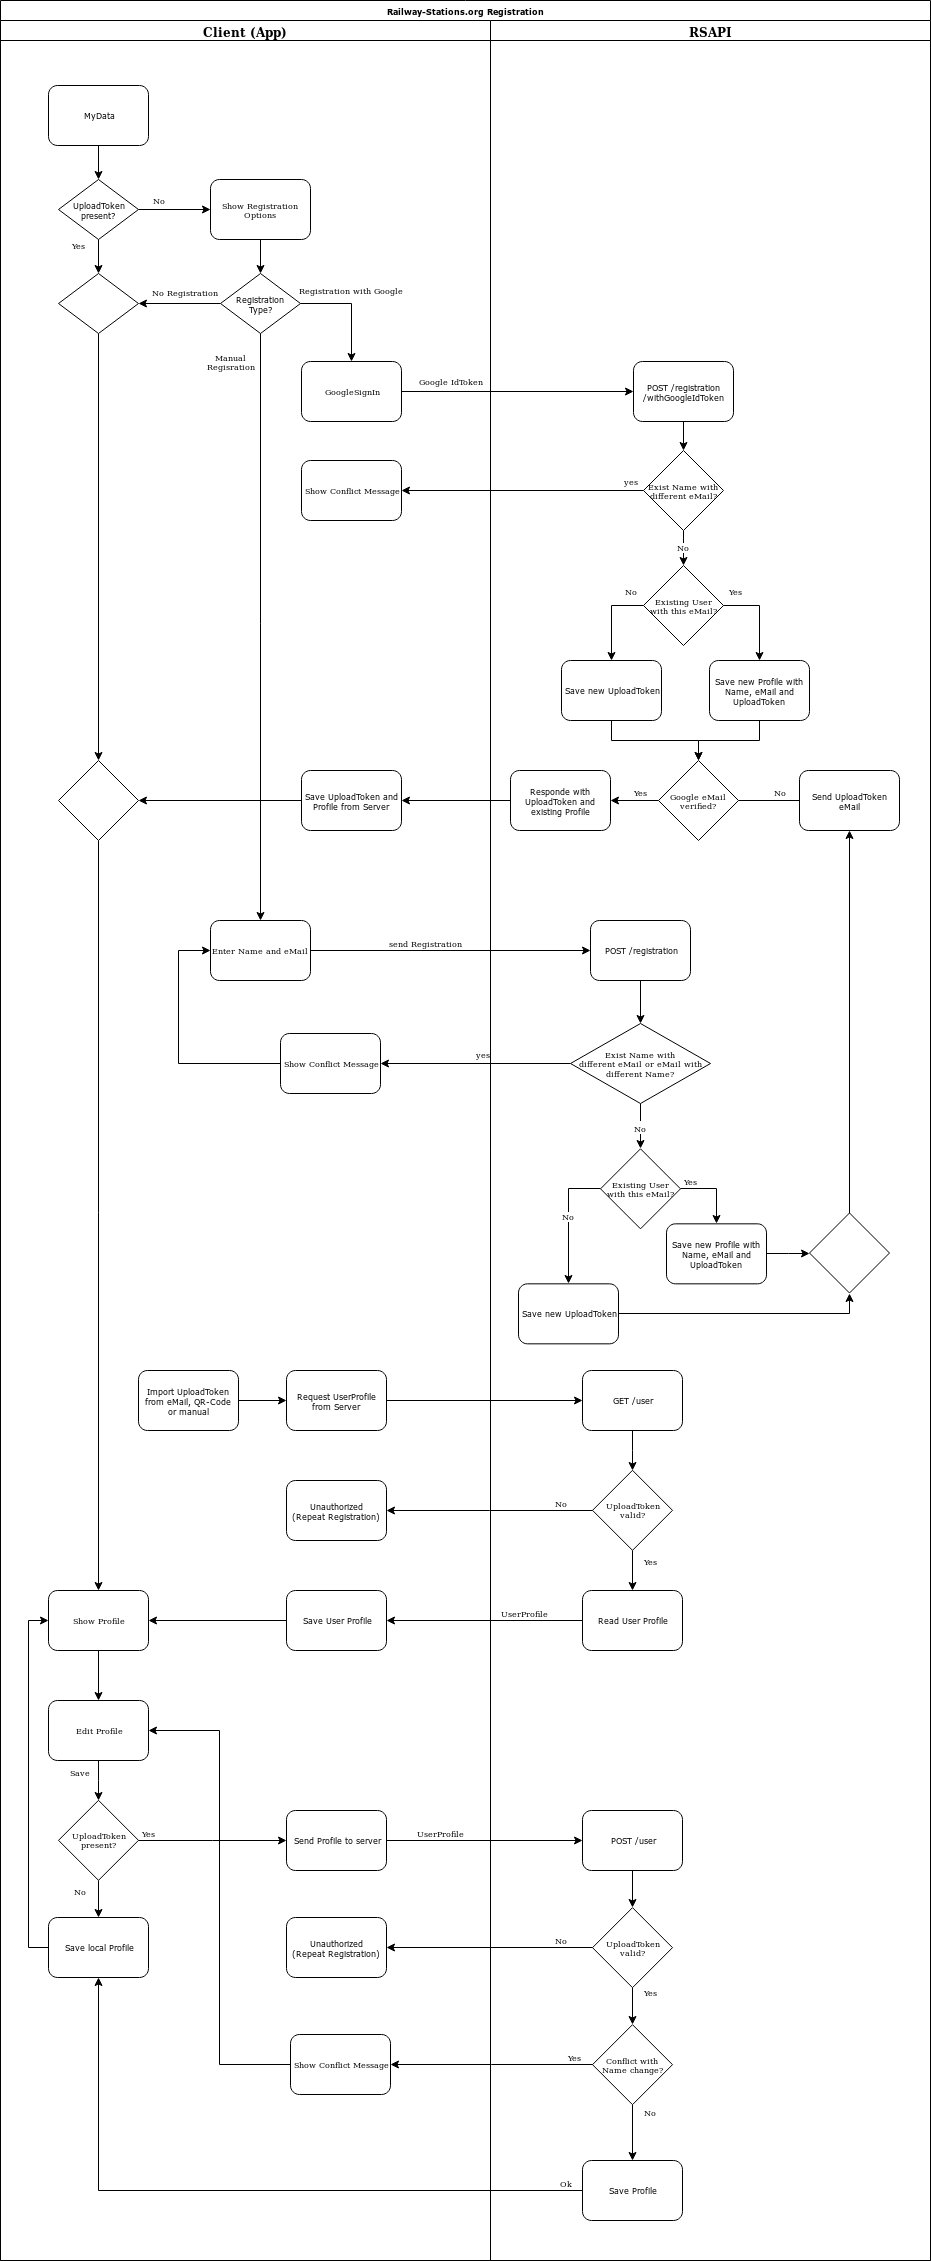 Railway-Stations.org Registration
Client (App)
RSAPI
MyData
UploadToken
present?
No
Show Registration
Options
Yes
No Registration
Registration
Type?
Registration with Google
Manual
Regisration
GoogleSignIn
Google IdToken
POST /registration
/withGoogleIdToken
Show Conflict Message
yes
Exist Name with
different eMail?
No
No
Existing User
with this eMail?
Yes
Save new UploadToken
Save new Profile with
Name, eMail and
UploadToken
Save UploadToken and
Profile from Server
Responde with
UploadToken and
existing Profile
Yes
Google eMail
verified?
No
Send UploadToken
eMail
Enter Name and eMail
send Registration
POST /registration
Show Conflict Message
yes
Exist Name with
different eMail or eMail with
different Name?
No
Existing User
with this eMail?
Yes
No
Save new Profile with
Name, eMail and
UploadToken
Save new UploadToken
Import UploadToken
from eMail, QR-Code
or manual
Request UserProfile
from Server
GET /user
Unauthorized
(Repeat Registration)
No
UploadToken
valid?
Yes
Show Profile
Save User Profile
UserProfile
Read User Profile
Edit Profile
Save
UploadToken
present?
Yes
Send Profile to server
UserProfile
POST /user
No
Save local Profile
Unauthorized
(Repeat Registration)
No
UploadToken
valid?
Yes
Show Conflict Message
Yes
Conflict with
Name change?
No
Ok
Save Profile